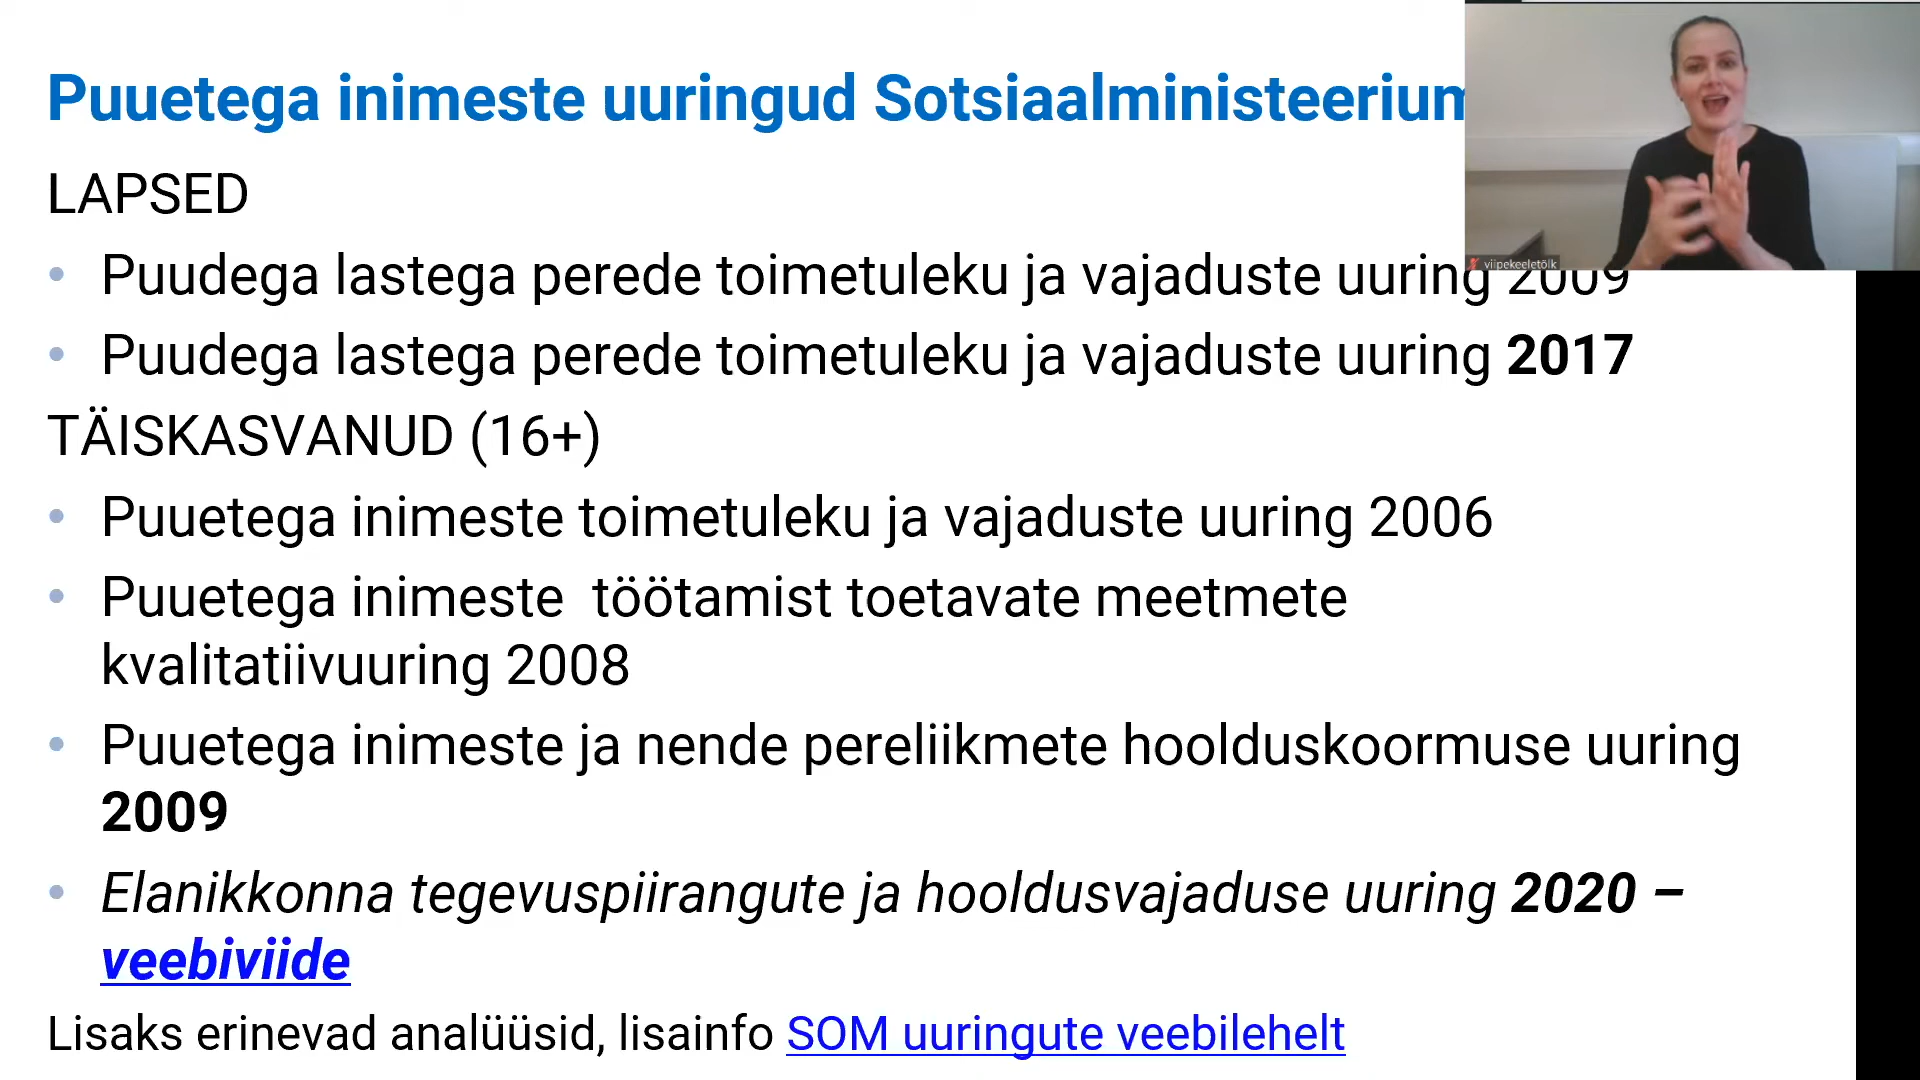 Puuetega inimeste uuringud Sotsiaalministeerium
LAPSED
Puudega lastega perede toimetuleku ja vajaduste uuring 2009
Puudega lastega perede toimetuleku ja vajaduste uuring 2017
TÄISKASVANUD (16+)
Puuetega inimeste toimetuleku ja vajaduste uuring 2006
Puuetega inimeste töötamist toetavate meetmete
kvalitatiivuuring 2008
Puuetega inimeste ja nende pereliikmete hoolduskoormuse uuring
2009
Elanikkonna tegevuspiirangute ja hooldusvajaduse uuring 2020 –
veebiviide
Lisaks erinevad analüüsid, lisainfo SOM uuringute veebilehelt
viipekeeletõlk